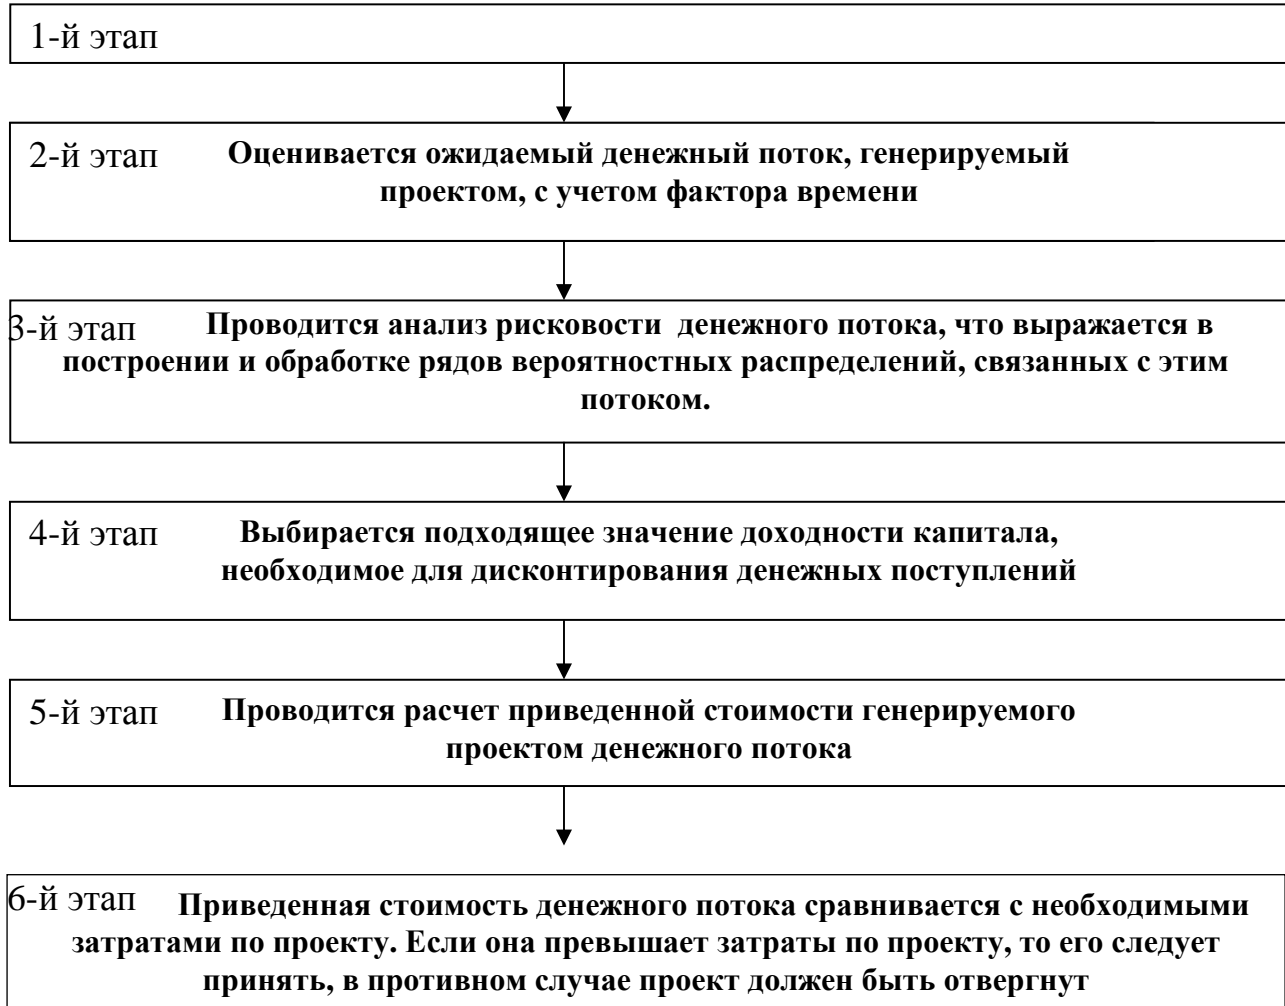 1-й этап
2-й этап Оценивается ожидаемый денежный поток, генерируемый
проектом, с учетом фактора времени
3-й этап Проводится анализ рисковости денежного потока, что выражается в
построении и обработке рядов вероятностных распределений, связанных с этим
потоком.
4-й этап Выбирается подходящее значение доходности капитала,
необходимое для дисконтирования денежных поступлений
5-й этап Проводится расчет приведенной стоимости генерируемого
проектом денежного потока
6-й этап Приведенная стоимость денежного потока сравнивается с необходимыми
затратами по проекту. Если она превышает затраты по проекту, то его следует
принять, в противном случае проект должен быть отвергнут